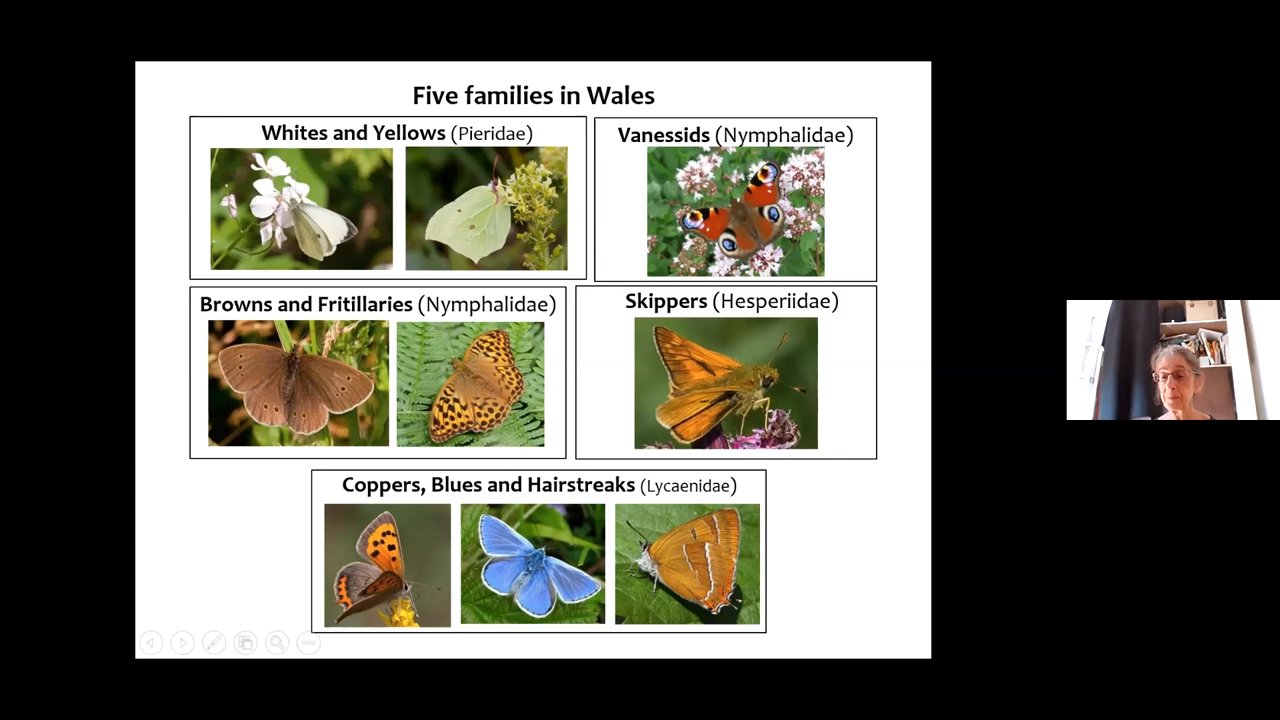 Five families in Wales
Whites and Yellows (Pieridae)
Vanessids (Nymphalidae)
Browns and Fritillaries (Nymphalidae)
Skippers (Hesperiidae)
Coppers, Blues and Hairstreaks (Lycaenidae)